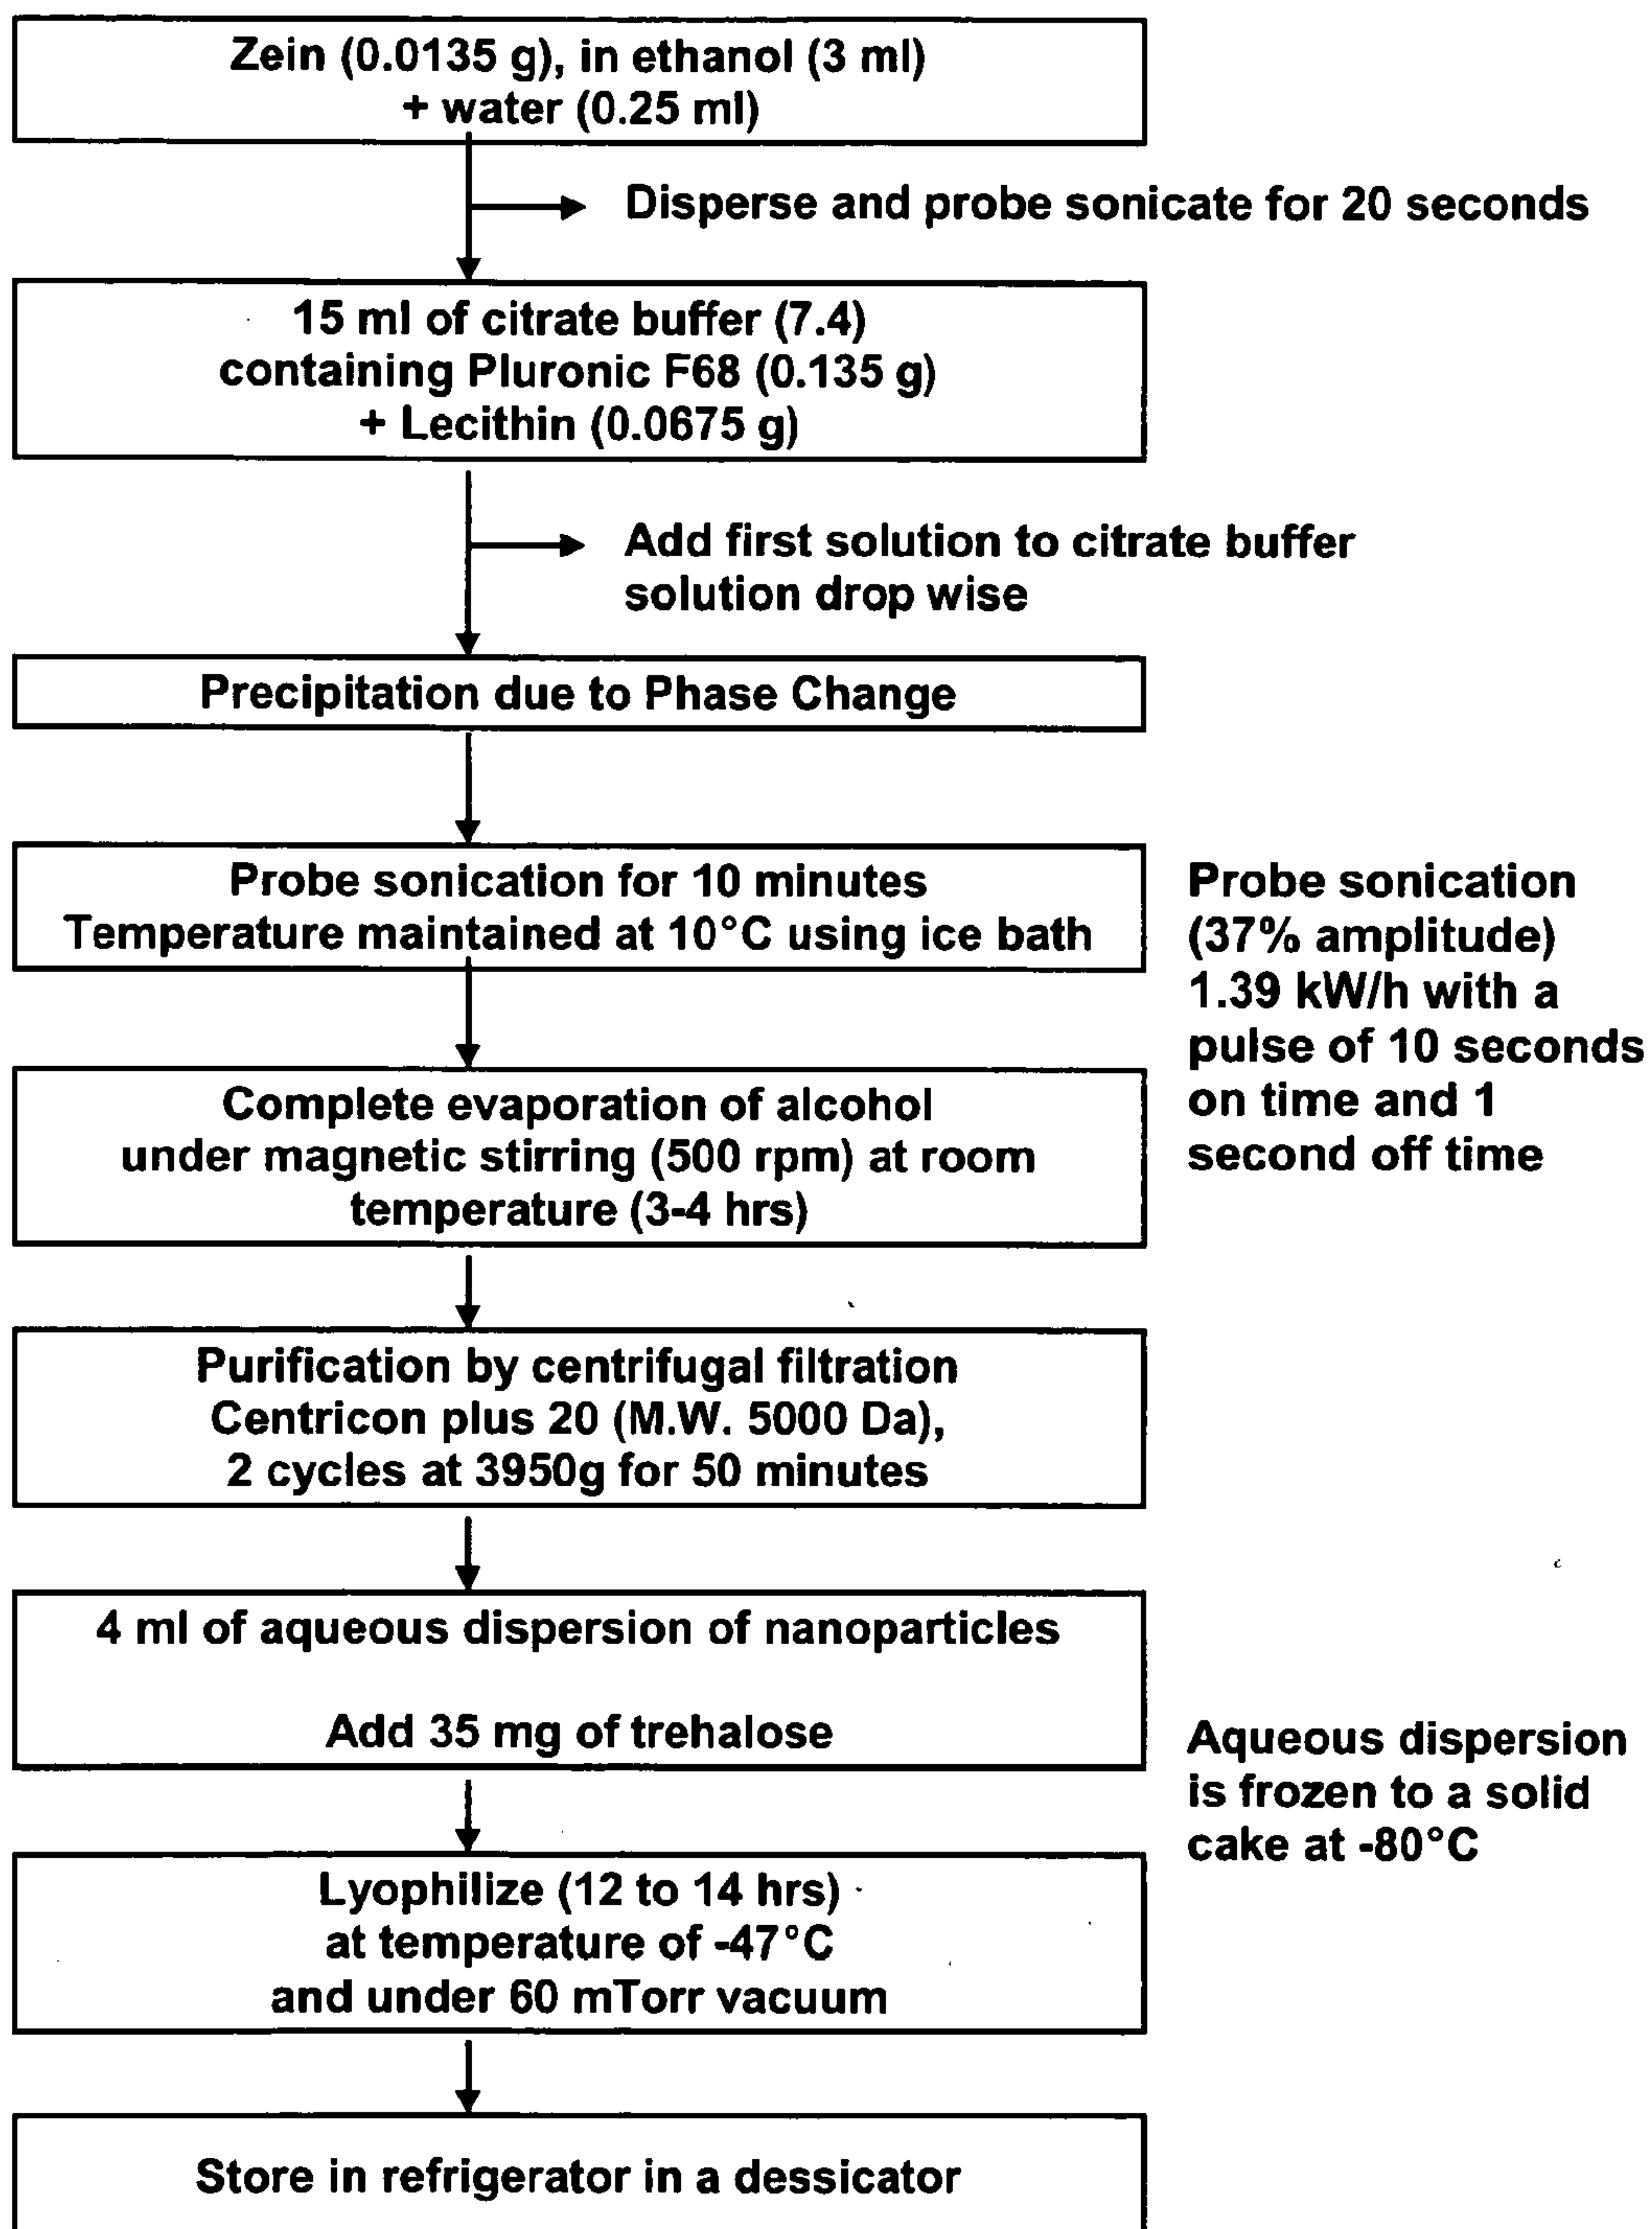 Zein (0.0135 g), in ethanol (3 ml)
+ water (0.25 ml)
Disperse and probe sonicate for 20 seconds
15 ml of citrate buffer (7.4)
containing Pluronic F68 (0.135 g)
+ Lecithin (0.0675 g)
Add first solution to citrate buffer
solution drop wise
Precipitation due to Phase Change
Probe sonication for 10 minutes
Temperature maintained at 10°C using ice bath
Probe sonication
(37% amplitude)
1.39 kW/h with a
pulse of 10 seconds
on time and 1
second off time
Complete evaporation of alcohol
under magnetic stirring (500 rpm) at room
temperature (3-4 hrs)
Purification by centrifugal filtration
Centricon plus 20 (M.W. 5000 Da),
2 cycles at 3950g for 50 minutes
4 ml of aqueous dispersion of nanoparticles
Add 35 mg of trehalose
Aqueous dispersion
is frozen to a solid
cake at -80°C
Lyophilize (12 to 14 hrs)
at temperature of -47°C
and under 60 mTorr vacuum
Store in refrigerator in a dessicator